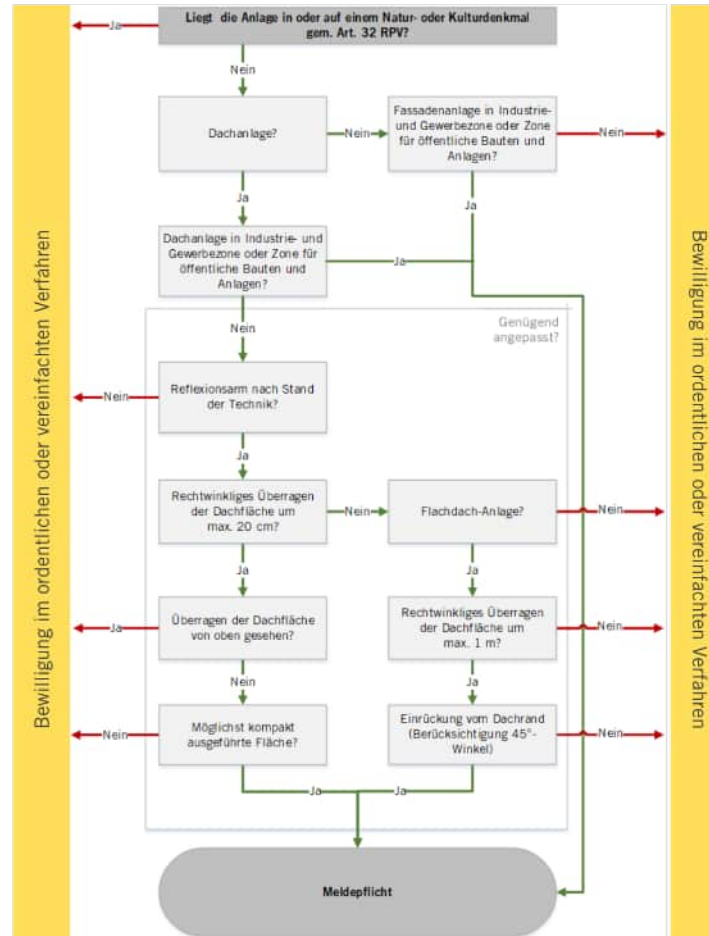 Liegt die Anlage in oder auf einem Natur- oder Kulturdenkmal
gem. Art. 32 RPV?
Ja
Nein
Dachanlage?
Nein
Fassadenanlage in Industrie-
und Gewerbezone oder Zone
für öffentliche Bauten und
Anlagen?
Nein
Ja
Ja
Dachanlage in Industrie- und
Gewerbezone oder Zone für
öffentliche Bauten und
Anlagen?
Ja
Nein
Genügend
angepasst?
Reflexionsarm nach Stand
der Technik?
Nein
Ja
Rechtwinkliges Überragen
der Dachfläche um
max. 20 cm?
Nein
Flachdach-Anlage?
Nein
Ja
Ja
Überragen der Dachfläche
von oben gesehen?
Ja
Rechtwinkliges Überragen
der Dachfläche um
max. 1 m?
Nein
Nein
Ja
Möglichst kompakt
ausgeführte Fläche?
Nein
Einrückung vom Dachrand
(Berücksichtigung 45°-
Winkel)
Nein
Ja
Ja
Meldepflicht
Bewilligung im ordentlichen oder vereinfachten Verfahren
Bewilligung im ordentlichen oder vereinfachten Verfahren